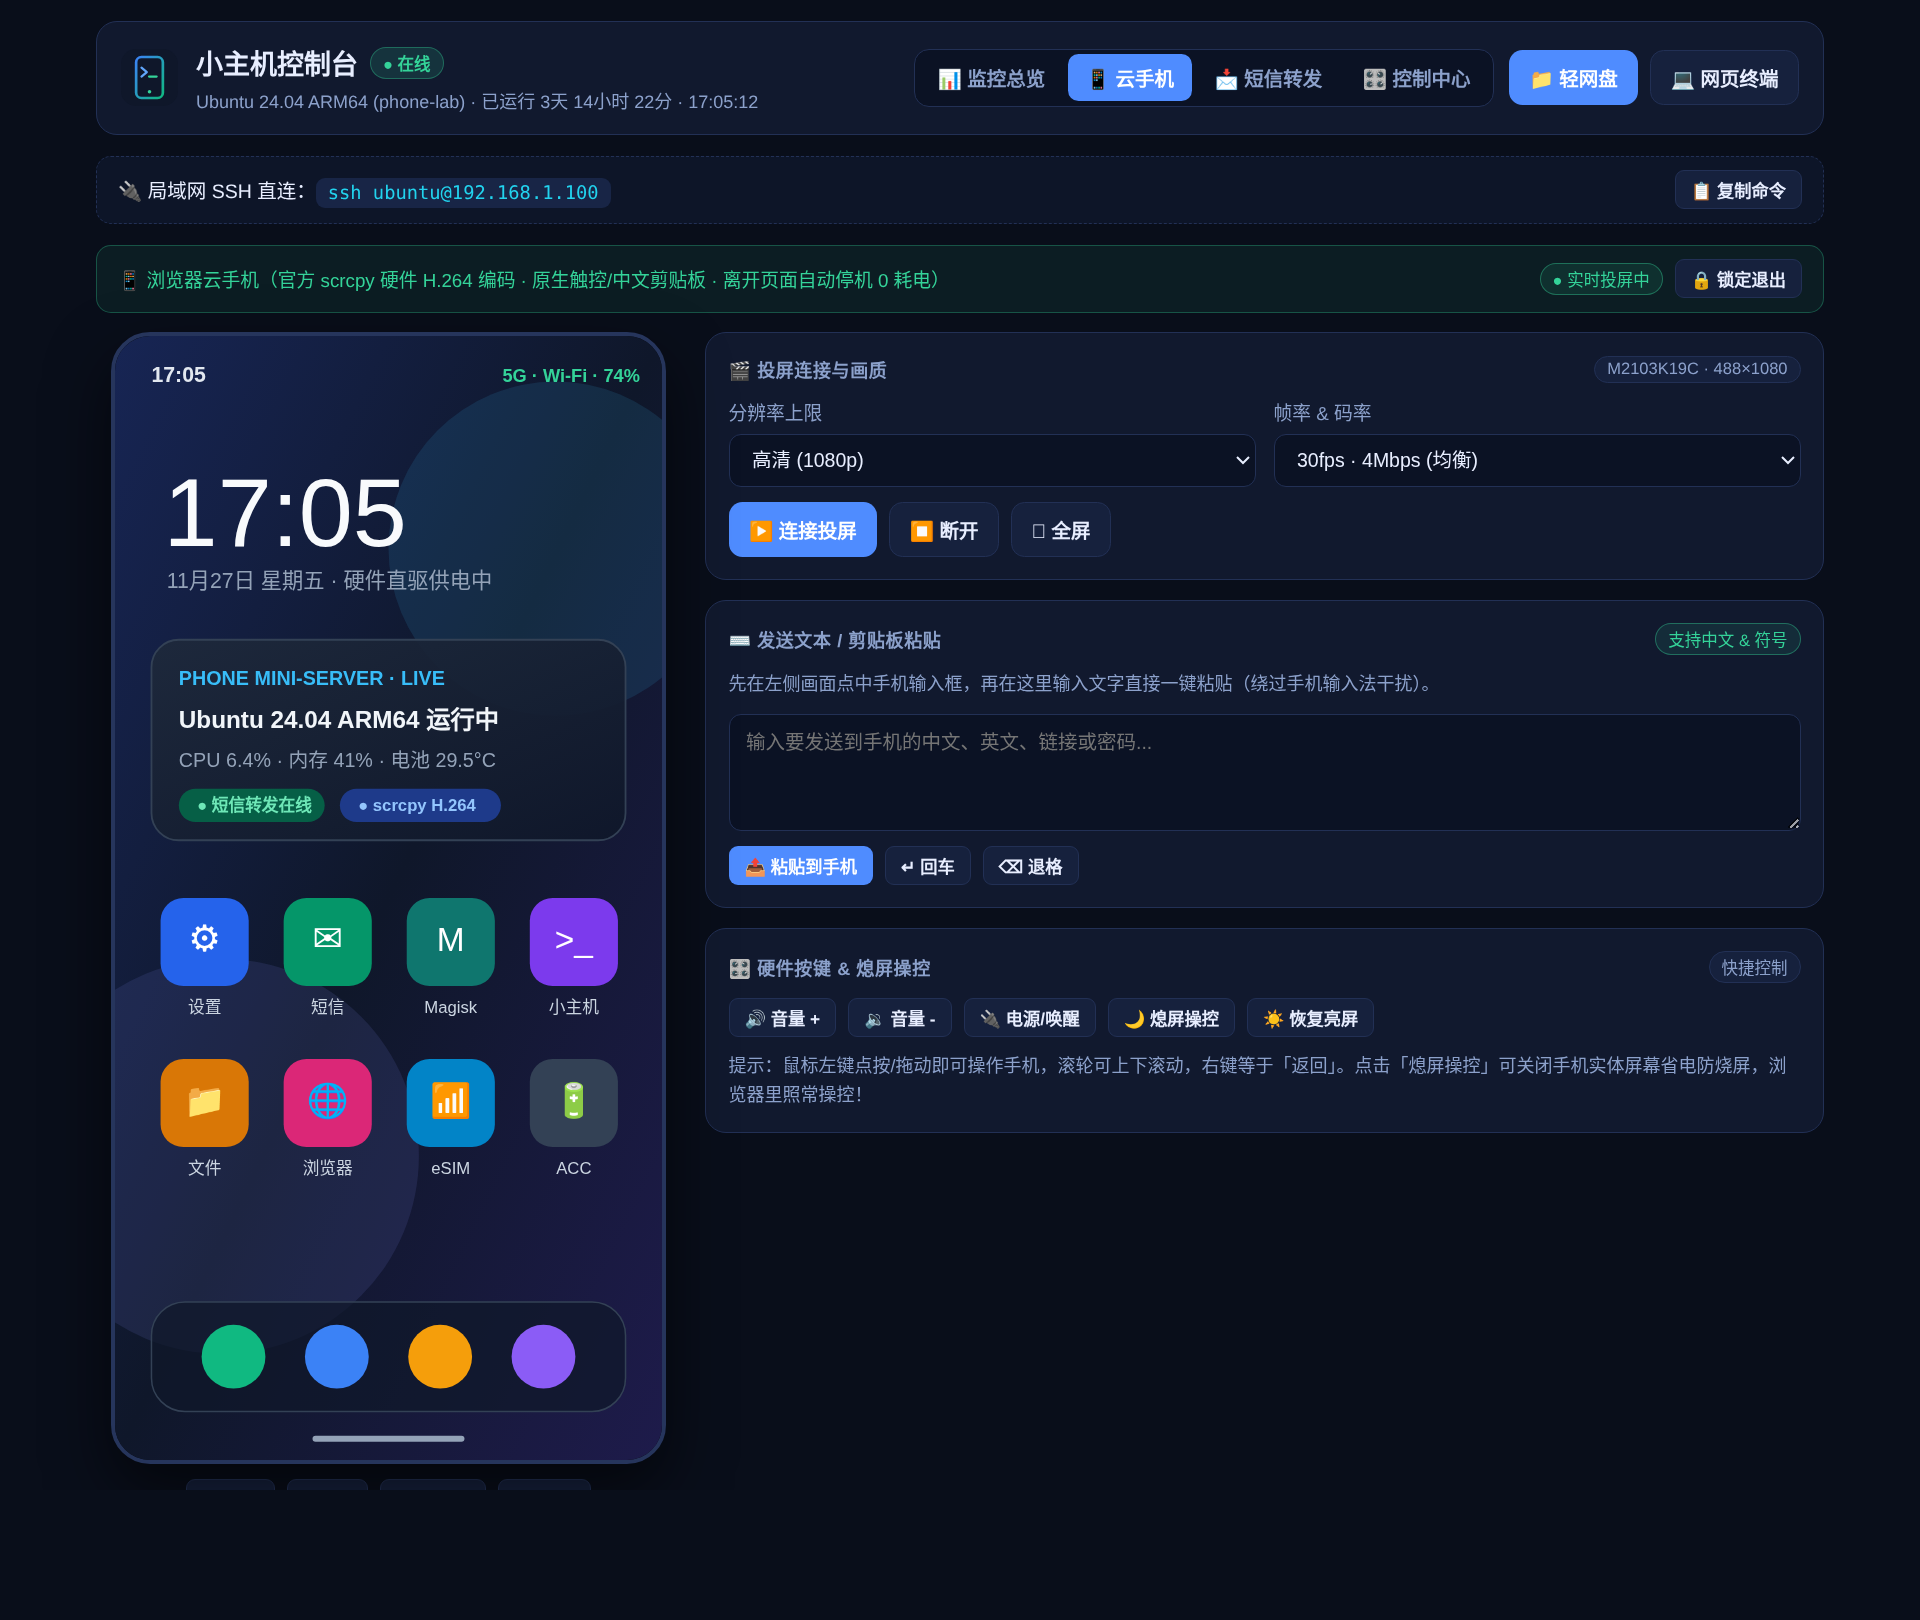 小主机控制台 ● 在线
Ubuntu 24.04 ARM64 (phone-lab) · 已运行 3天 14小时 22分 · 17:05:12
📊 监控总览 📱 云手机 📩 短信转发 🎛️ 控制中心 📁 轻网盘 💻 网页终端
🔌 局域网 SSH 直连： ssh ubuntu@192.168.1.100 📋 复制命令
📱 浏览器云手机（官方 scrcpy 硬件 H.264 编码 · 原生触控/中文剪贴板 · 离开页面自动停机 0 耗电） ● 实时投屏中 🔒 锁定退出
17:05 5G · Wi-Fi · 74%
17:05
11月27日 星期五 · 硬件直驱供电中
PHONE MINI-SERVER · LIVE
Ubuntu 24.04 ARM64 运行中
CPU 6.4% · 内存 41% · 电池 29.5°C
● 短信转发在线 ● scrcpy H.264
⚙ ✉ M >_
设置 短信 Magisk 小主机
📁 🌐 📶 🔋
文件 浏览器 eSIM ACC
🎬 投屏连接与画质 M2103K19C · 488×1080
分辨率上限 帧率 & 码率
高清 (1080p) 30fps · 4Mbps (均衡)
▶️ 连接投屏 ⏹️ 断开 全屏
⌨️ 发送文本 / 剪贴板粘贴 支持中文 & 符号
先在左侧画面点中手机输入框，再在这里输入文字直接一键粘贴（绕过手机输入法干扰）。
输入要发送到手机的中文、英文、链接或密码...
📤 粘贴到手机 ↵ 回车 ⌫ 退格
🎛️ 硬件按键 & 熄屏操控 快捷控制
🔊 音量 + 🔉 音量 - 🔌 电源/唤醒 🌙 熄屏操控 ☀️ 恢复亮屏
提示：鼠标左键点按/拖动即可操作手机，滚轮可上下滚动，右键等于「返回」。点击「熄屏操控」可关闭手机实体屏幕省电防烧屏，浏
览器里照常操控！